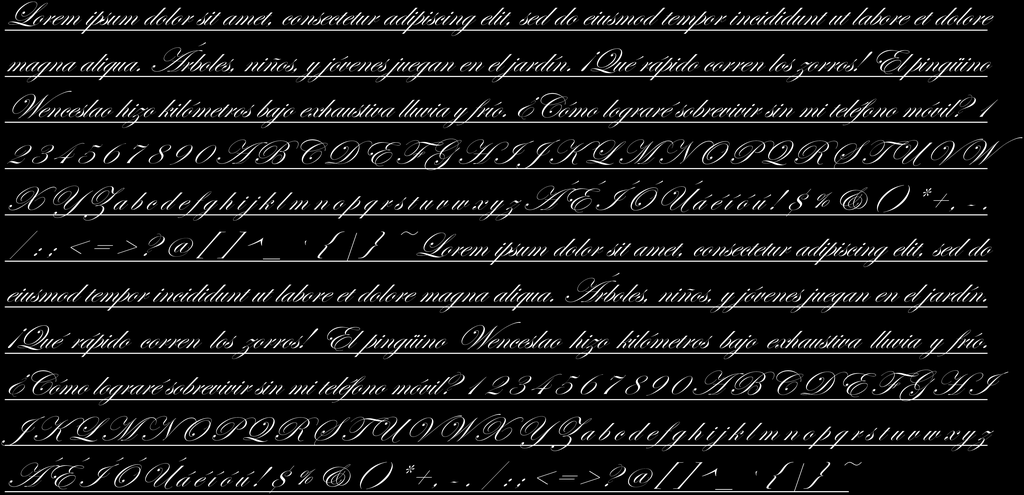 Lorem ipsum dolor sit amet, consectetur adipiscing elit, sed do eiusmod tempor incididunt ut labore et dolore
magna aliqua. Árboles, niños, y jóvenes juegan en el jardín. ¡Qué rápido corren los zorros! El pingüino
Wenceslao hizo kilómetros bajo exhaustiva lluvia y frío. ¿Cómo lograré sobrevivir sin mi teléfono móvil? 1
2 3 4 5 6 7 8 9 0 A B C D E F G H I J K L M N O P Q R S T U V W
X Y Z a b c d e f g h i j k l m n o p q r s t u v w x y z Á É Í Ó Ú á é í ó ú ! $ % & ( ) * + , - .
/ : ; < = > ? @ [ ] ^ _ ` { | } ~ Lorem ipsum dolor sit amet, consectetur adipiscing elit, sed do
eiusmod tempor incididunt ut labore et dolore magna aliqua. Árboles, niños, y jóvenes juegan en el jardín.
¡Qué rápido corren los zorros! El pingüino Wenceslao hizo kilómetros bajo exhaustiva lluvia y frío.
¿Cómo lograré sobrevivir sin mi teléfono móvil? 1 2 3 4 5 6 7 8 9 0 A B C D E F G H I
J K L M N O P Q R S T U V W X Y Z a b c d e f g h i j k l m n o p q r s t u v w x y z
Á É Í Ó Ú á é í ó ú ! $ % & ( ) * + , - . / : ; < = > ? @ [ ] ^ _ ` { | } ~